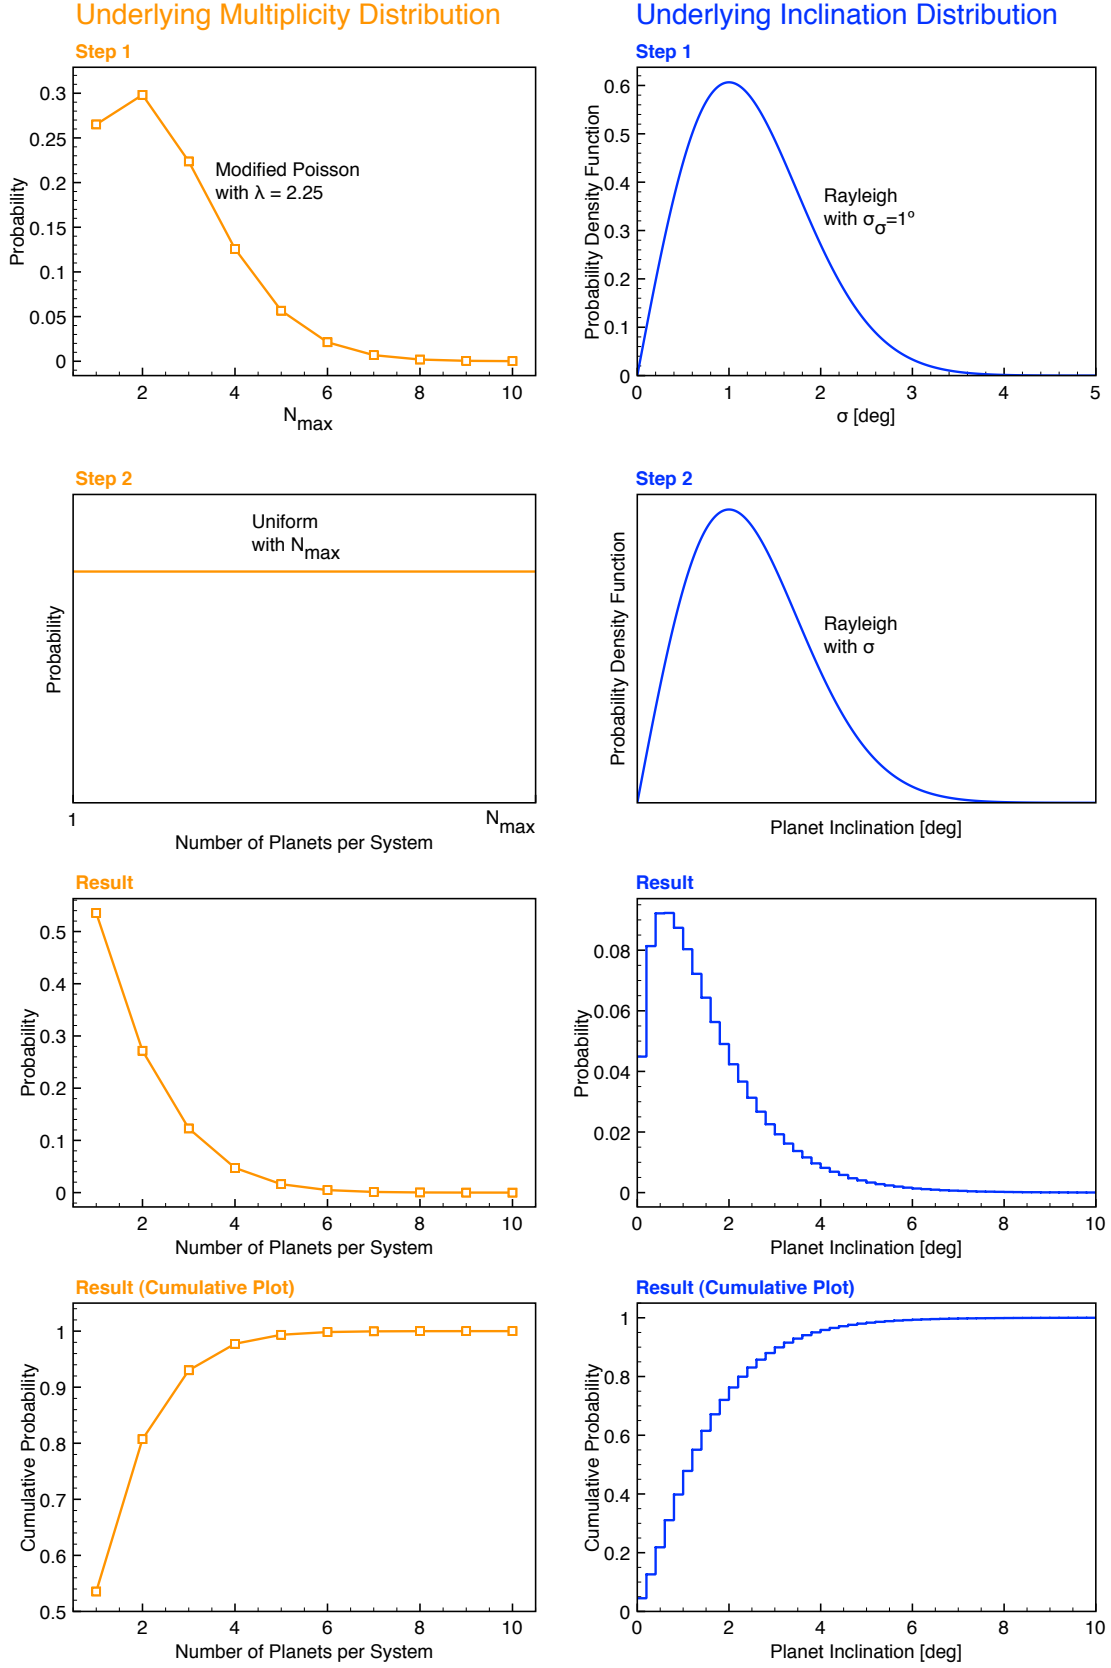 Underlying Multiplicity Distribution
Step 1
0.3
0.25
0.2
0.15
0.1
0.05
0
Probability
Modified Poisson
with λ = 2.25
2
4
6
8
10
Nmax
Step 2
Uniform
with Nmax
Probability
1
Nmax
Number of Planets per System
Result
0.5
0.4
0.3
0.2
0.1
0
Probability
2
4
6
8
10
Number of Planets per System
Result (Cumulative Plot)
1
0.9
0.8
0.7
0.6
0.5
Cumulative Probability
2
4
6
8
10
Number of Planets per System
Underlying Inclination Distribution
Step 1
0.6
0.5
0.4
0.3
0.2
0.1
0
Probability Density Function
Rayleigh
with σσ=1º
0
1
2
3
4
5
σ [deg]
Step 2
Probability Density Function
Rayleigh
with σ
Planet Inclination [deg]
Result
0.08
0.06
0.04
0.02
0
Probability
0
2
4
6
8
10
Planet Inclination [deg]
Result (Cumulative Plot)
1
0.8
0.6
0.4
0.2
0
Cumulative Probability
0
2
4
6
8
10
Planet Inclination [deg]